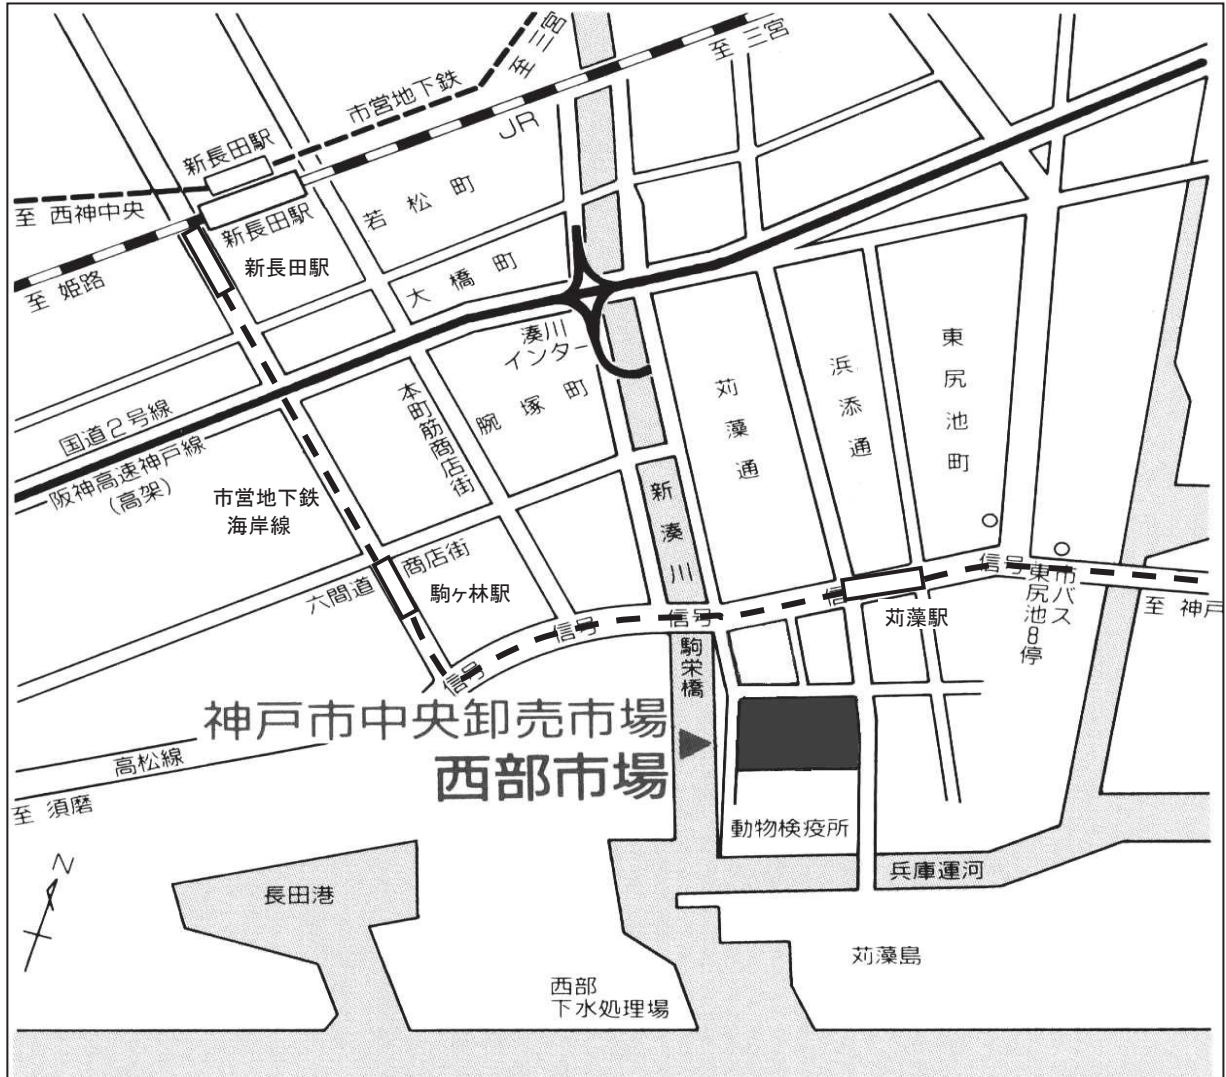 至 三宮
至 三宮
市営地下鉄
JR
新長田駅
至 西神中央
新長田駅
新長田駅
至 姫路
若松町
大橋町
湊川
インター
国道2号線
阪神高速神戸線
(高架)
本町筋商店街
腕塚町
苅藻通
浜添通
東尻池町
市営地下鉄
海岸線
新湊川
六間道
商店街
駒ヶ林駅
信号
信号
信号
信号
苅藻駅
市バス
東尻池8停
至 神戸
駒栄橋
神戸市中央卸売市場
西部市場
高松線
至 須磨
動物検疫所
兵庫運河
N
長田港
苅藻島
西部
下水処理場